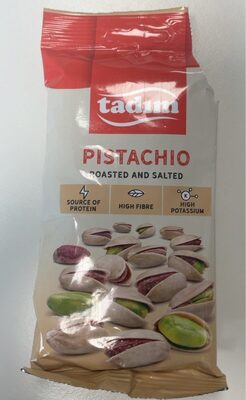 tadım
PISTACHIO
ROASTED AND SALTED
SOURCE OF
PROTEIN
HIGH FIBRE
K
HIGH
POTASSIUM